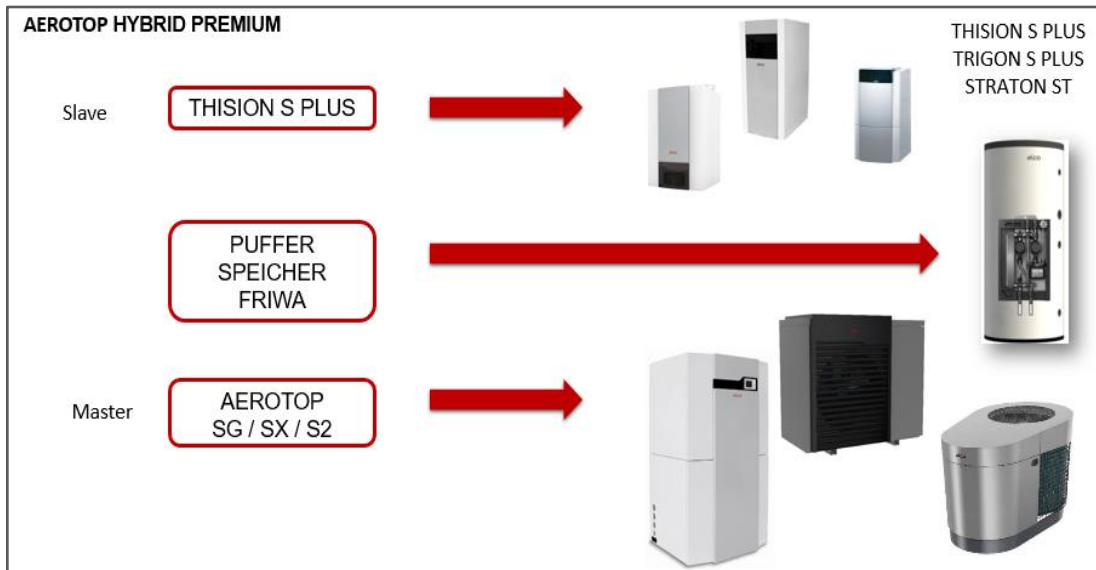 AEROTOP HYBRID PREMIUM
THISION S PLUS
TRIGON S PLUS
STRATON ST
Slave
THISION S PLUS
PUFFER
SPEICHER
FRIWA
elco
Master
AEROTOP
SG / SX / S2